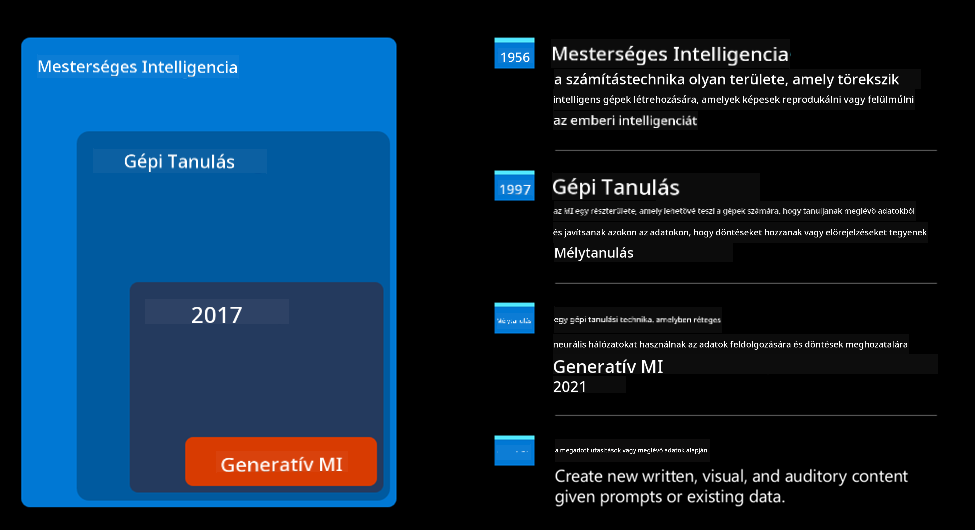 Mesterséges Intelligencia
Gépi Tanulás
2017
Generatív MI
1956
Mesterséges Intelligencia
a számítástechnika olyan területe, amely törekszik
intelligens gépek létrehozására, amelyek képesek reprodukálni vagy felülmúlni
az emberi intelligenciát
1997
Gépi Tanulás
az MI egy részterülete, amely lehetővé teszi a gépek számára, hogy tanuljanak meglévő adatokból
és javítsanak azokon az adatokon, hogy döntéseket hozzanak vagy előrejelzéseket tegyenek
Mélytanulás
Mélytanulás
egy gépi tanulási technika, amelyben réteges
neurális hálózatokat használnak az adatok feldolgozására és döntések meghozatalára
Generatív MI
2021
a megadott utasítások vagy meglévő adatok alapján.
Create new written, visual, and auditory content
given prompts or existing data.